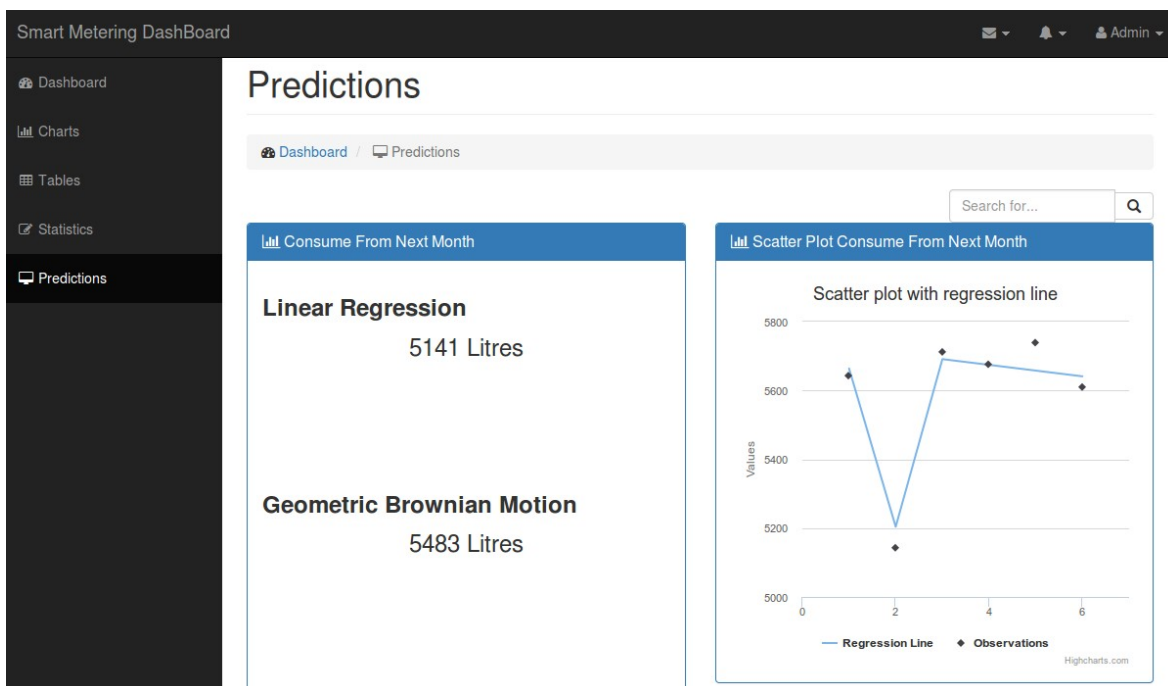 Smart Metering DashBoard
Admin
Dashboard
Charts
Tables
Statistics
Predictions
Predictions
Dashboard / Predictions
Search for...
Consume From Next Month
Linear Regression
5141 Litres
Geometric Brownian Motion
5483 Litres
Scatter Plot Consume From Next Month
Scatter plot with regression line
Values
5800
5600
5400
5200
5000
0 2 4 6
Regression Line Observations
Highcharts.com